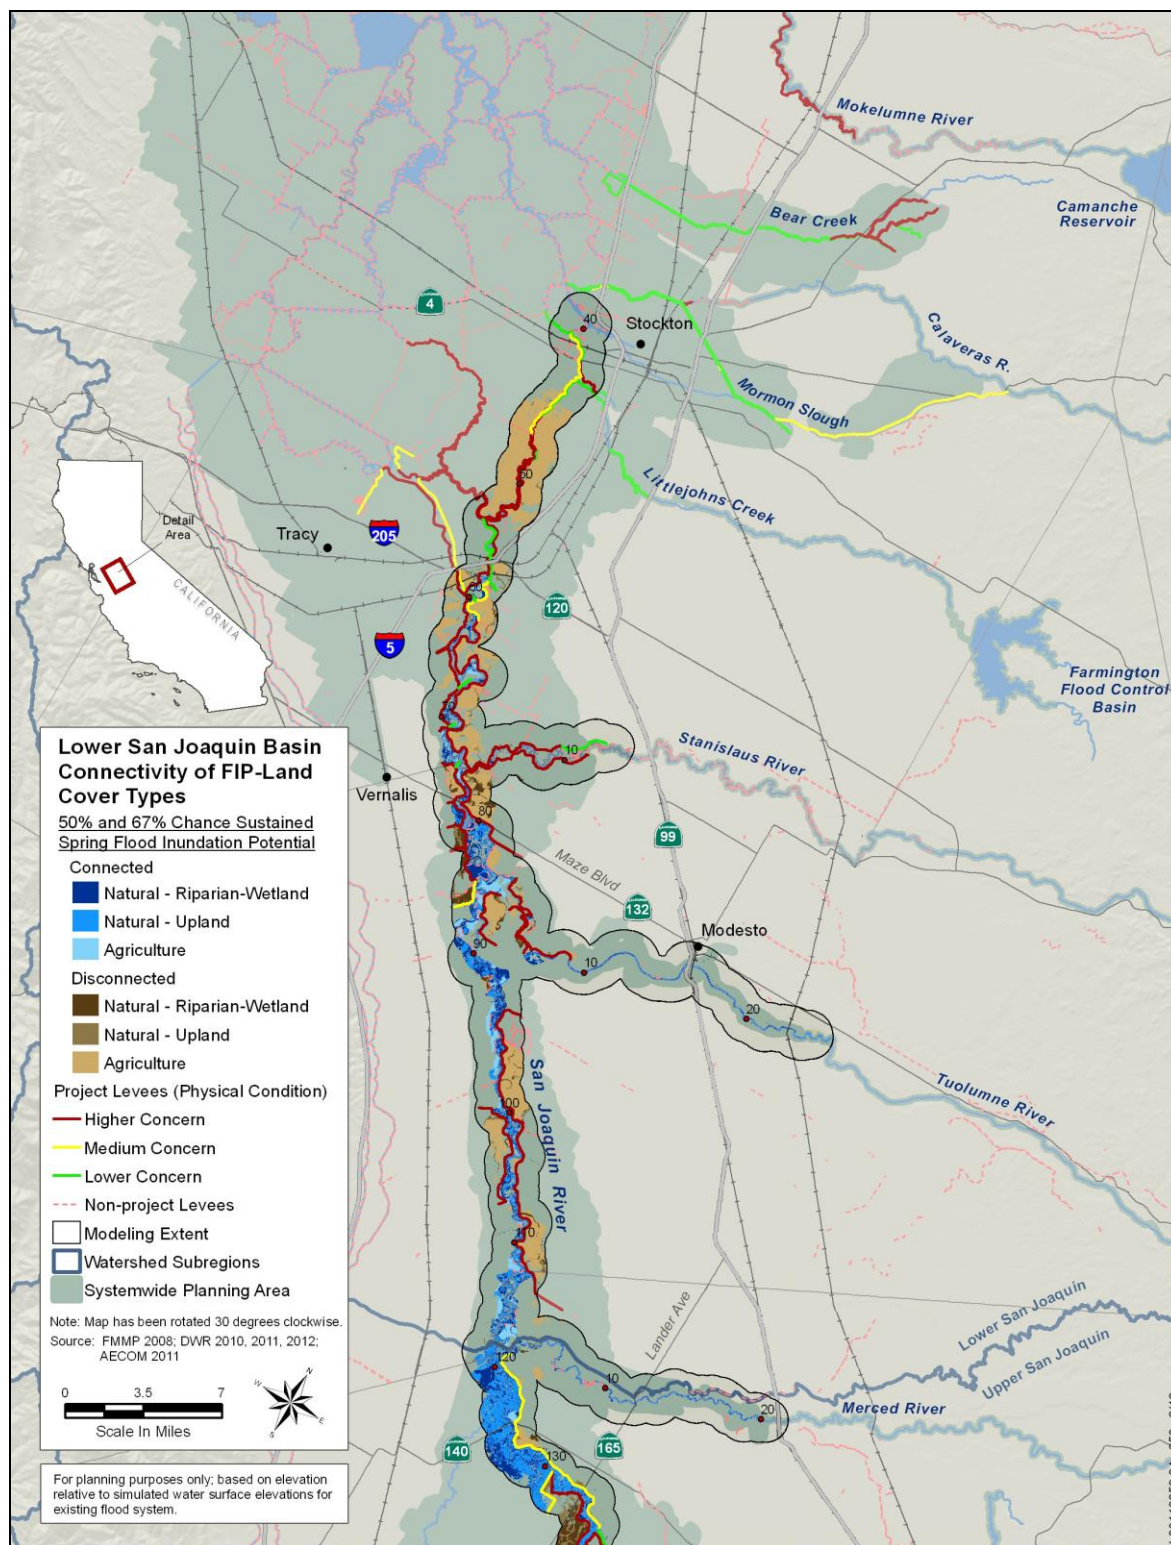 Mokelumne River
Camanche
Reservoir
Bear Creek
4
40
Stockton
Calaveras R.
Mormon Slough
Littlejohns Creek
Detail
Area
CALIFORNIA
Tracy
205
5
120
Farmington
Flood Control
Basin
Stanislaus River
10
Vernalis
80
99
Maze Blvd
132
Modesto
90
10
20
Tuolumne River
San Joaquin River
Lander Ave
Lower San Joaquin
Upper San Joaquin
120
10
20
Merced River
140
165
130
Lower San Joaquin Basin
Connectivity of FIP-Land
Cover Types
50% and 67% Chance Sustained
Spring Flood Inundation Potential
Connected
Natural - Riparian-Wetland
Natural - Upland
Agriculture
Disconnected
Natural - Riparian-Wetland
Natural - Upland
Agriculture
Project Levees (Physical Condition)
Higher Concern
Medium Concern
Lower Concern
Non-project Levees
Modeling Extent
Watershed Subregions
Systemwide Planning Area
Note: Map has been rotated 30 degrees clockwise.
Source: FMMP 2008; DWR 2010, 2011, 2012;
AECOM 2011
N
W
E
S
0 3.5 7
Scale In Miles
For planning purposes only; based on elevation
relative to simulated water surface elevations for
existing flood system.